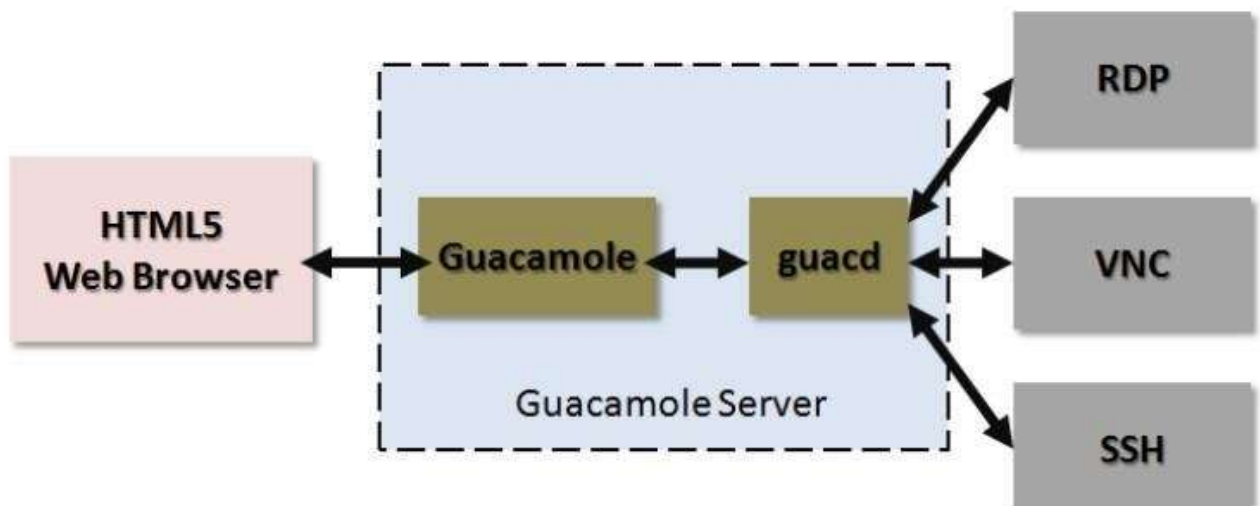 HTML5
Web Browser
Guacamole
guacd
Guacamole Server
RDP
VNC
SSH